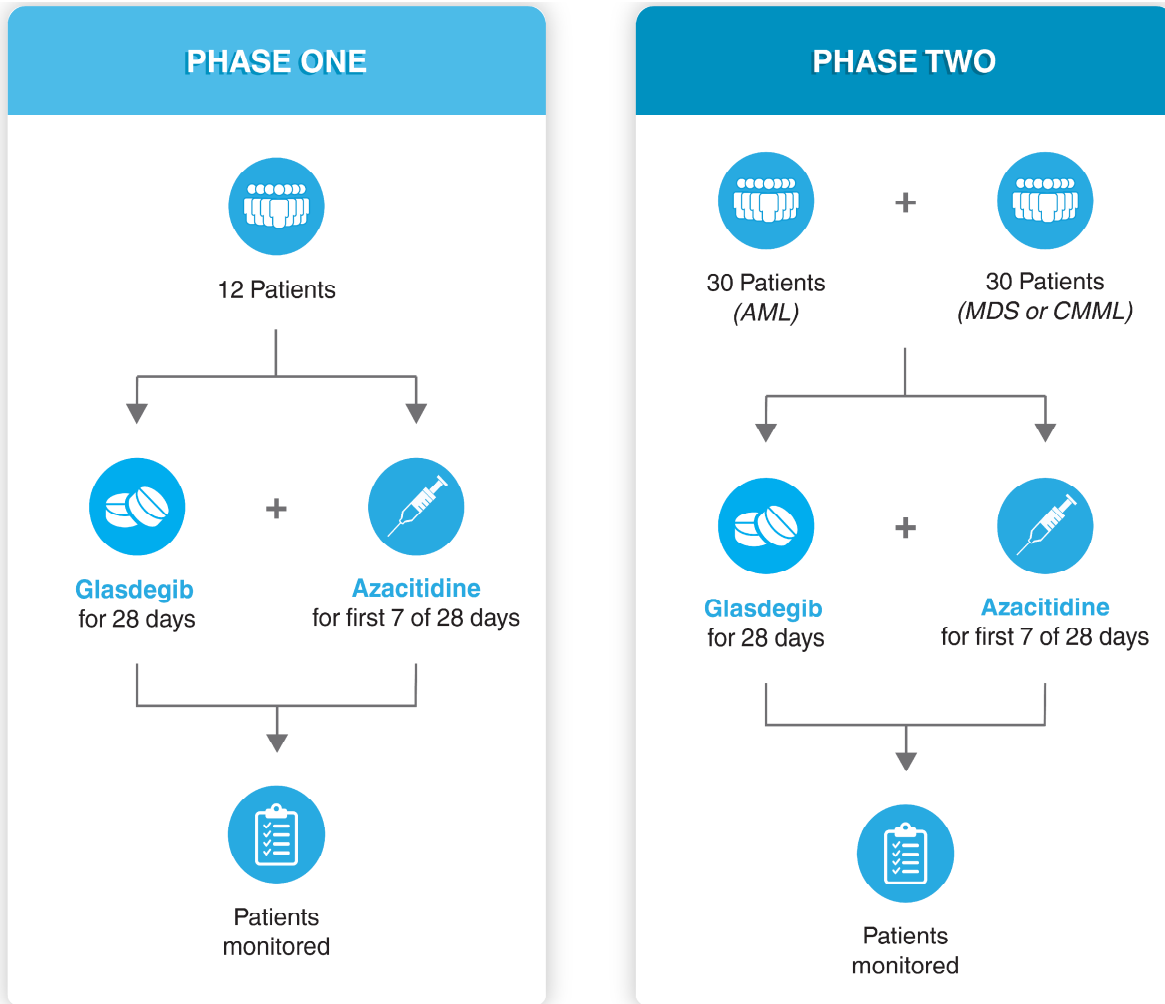 PHASE ONE
12 Patients
Glasdegib
for 28 days
+
Azacitidine
for first 7 of 28 days
Patients
monitored
PHASE TWO
30 Patients
(AML)
+
30 Patients
(MDS or CMML)
Glasdegib
for 28 days
+
Azacitidine
for first 7 of 28 days
Patients
monitored